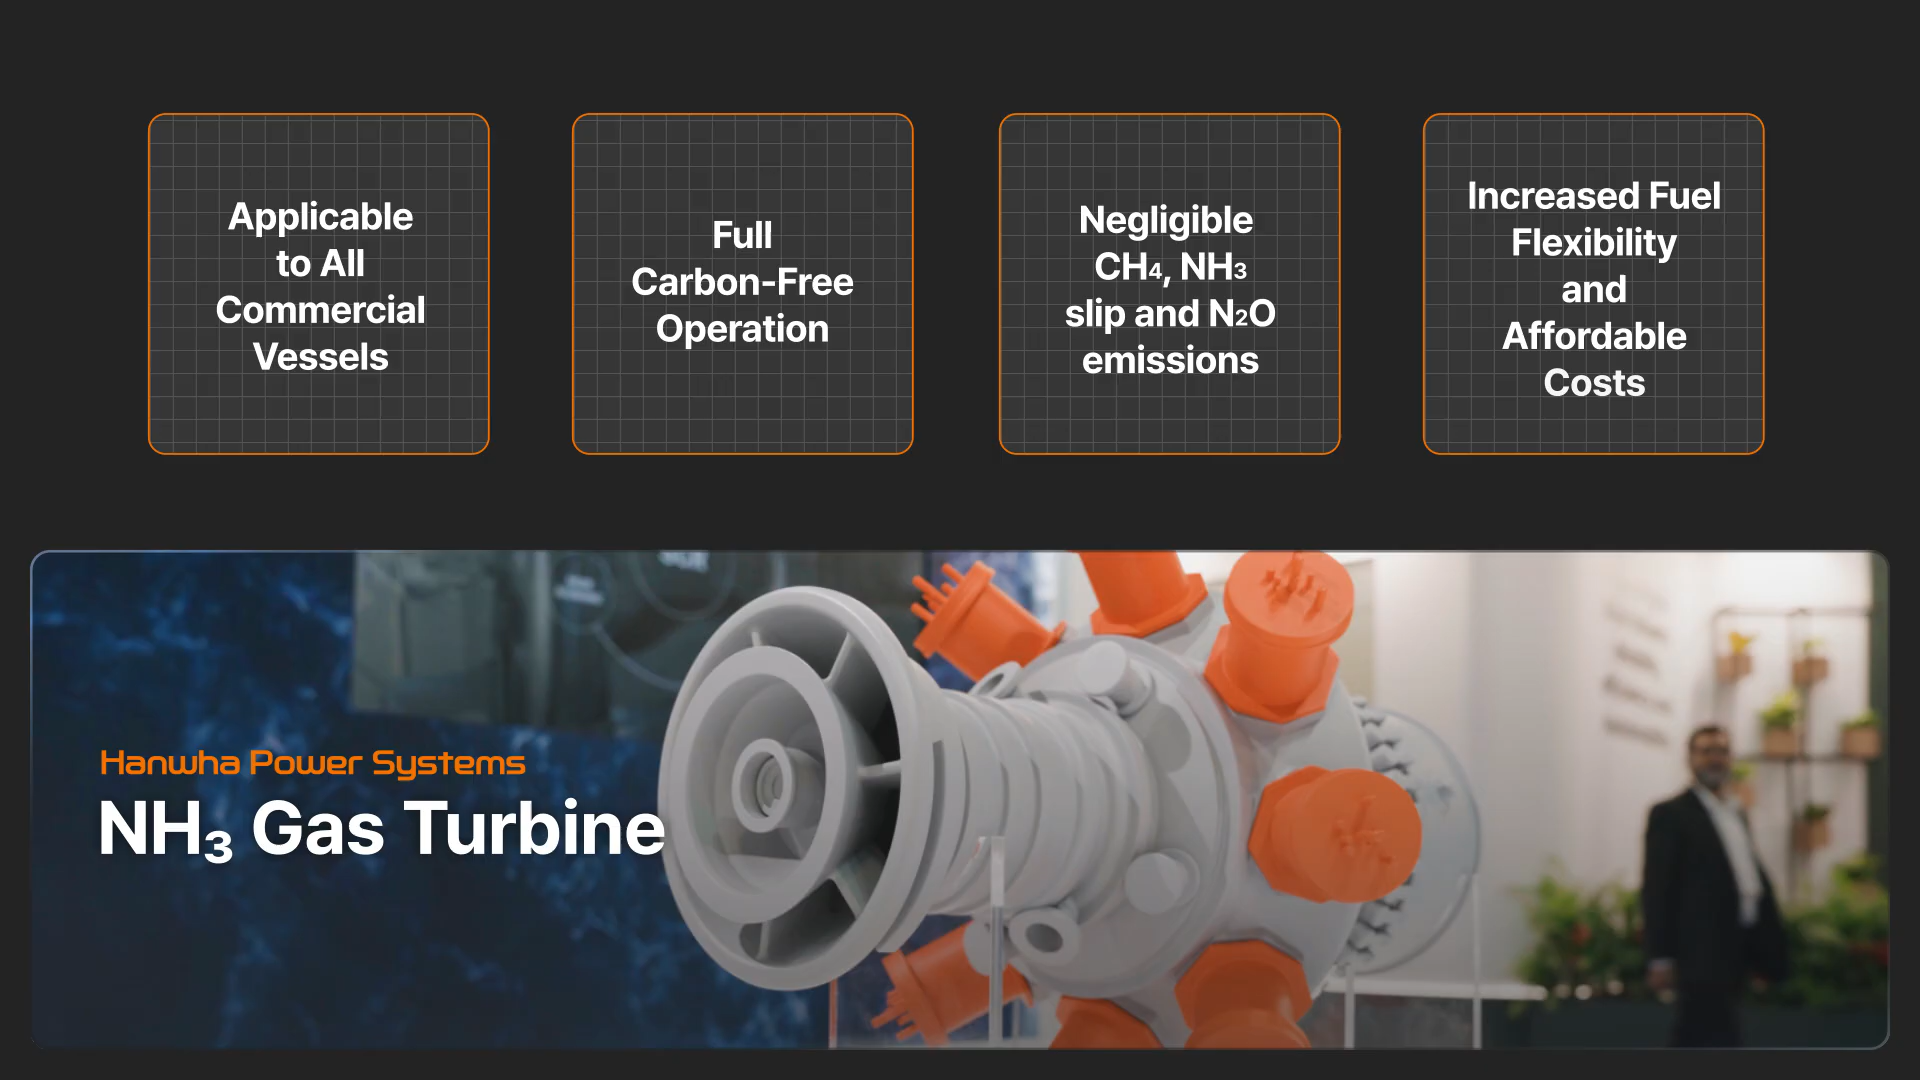 Applicable
to All
Commercial
Vessels
Full
Carbon-Free
Operation
Negligible
CH₄, NH₃
slip and N₂O
emissions
Increased Fuel
Flexibility
and
Affordable
Costs
Hanwha Power Systems
NH₃ Gas Turbine